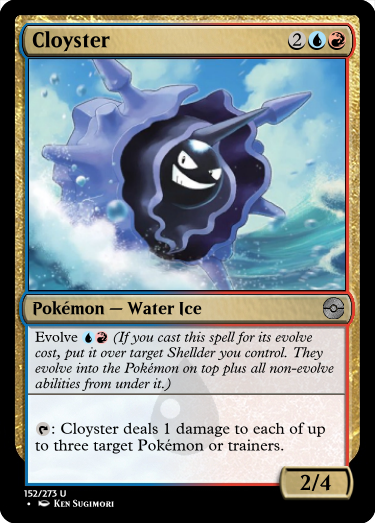 Cloyster 2
Pokémon — Water Ice
Evolve (If you cast this spell for its evolve
cost, put it over target Shellder you control. They
evolve into the Pokémon on top plus all non-evolve
abilities from under it.)
: Cloyster deals 1 damage to each of up
to three target Pokémon or trainers.
2/4
152/273 U
• Ken Sugimori